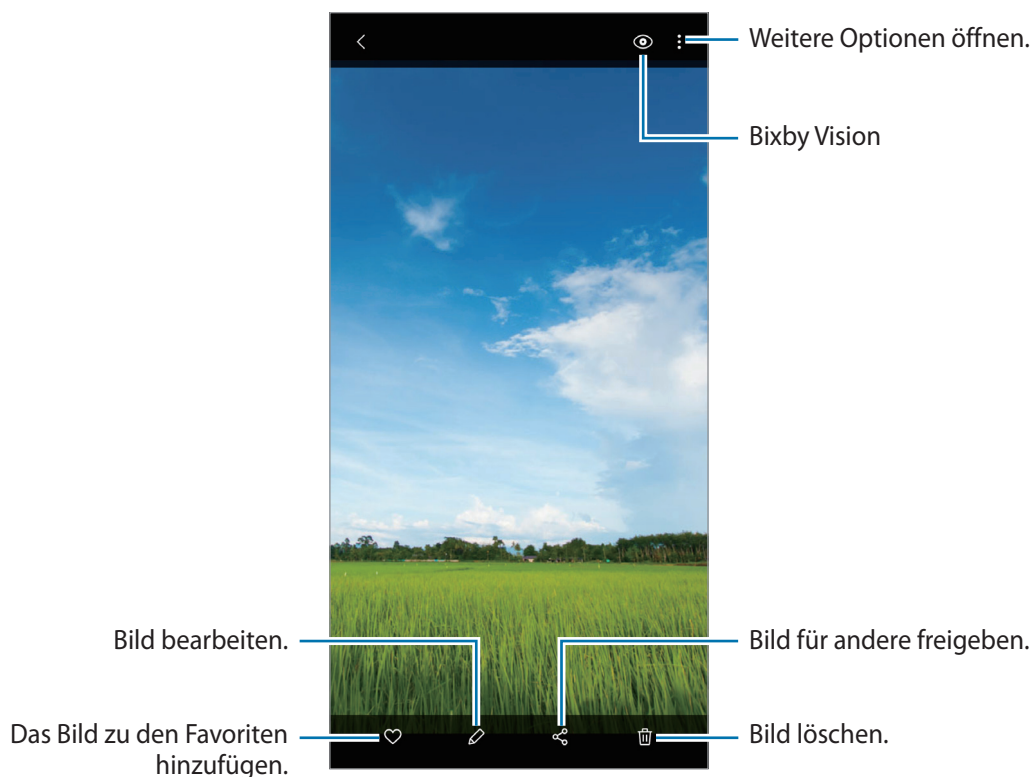 Weitere Optionen öffnen.
Bixby Vision
Bild bearbeiten.
Bild für andere freigeben.
Das Bild zu den Favoriten
hinzufügen.
Bild löschen.